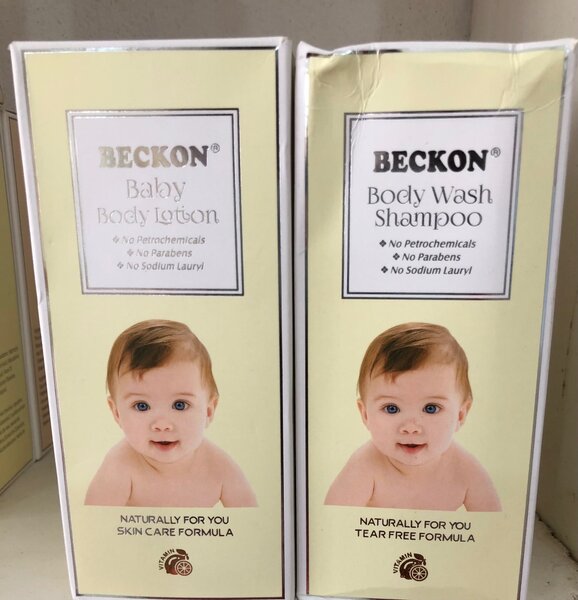 BECKON®
Baby
Body Lotion
❖ No Petrochemicals
❖ No Parabens
❖ No Sodium Lauryl
NATURALLY FOR YOU
SKIN CARE FORMULA
VITAMIN
BECKON®
Body Wash
Shampoo
❖ No Petrochemicals
❖ No Parabens
❖ No Sodium Lauryl
NATURALLY FOR YOU
TEAR FREE FORMULA
VITAMIN